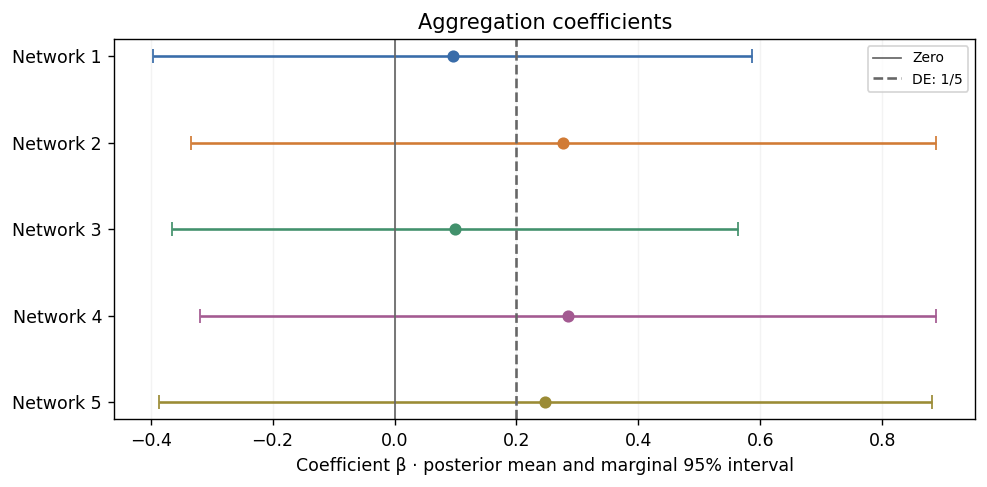 Aggregation coefficients
Zero
DE: 1/5
Network 1
Network 2
Network 3
Network 4
Network 5
−0.4 −0.2 0.0 0.2 0.4 0.6 0.8
Coefficient β · posterior mean and marginal 95% interval